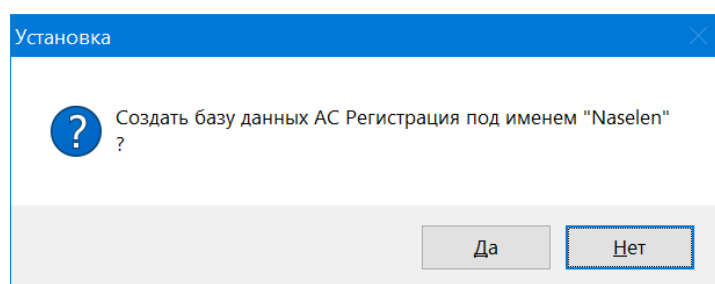 Установка
Создать базу данных АС Регистрация под именем "Naselen"
?
Да
Нет